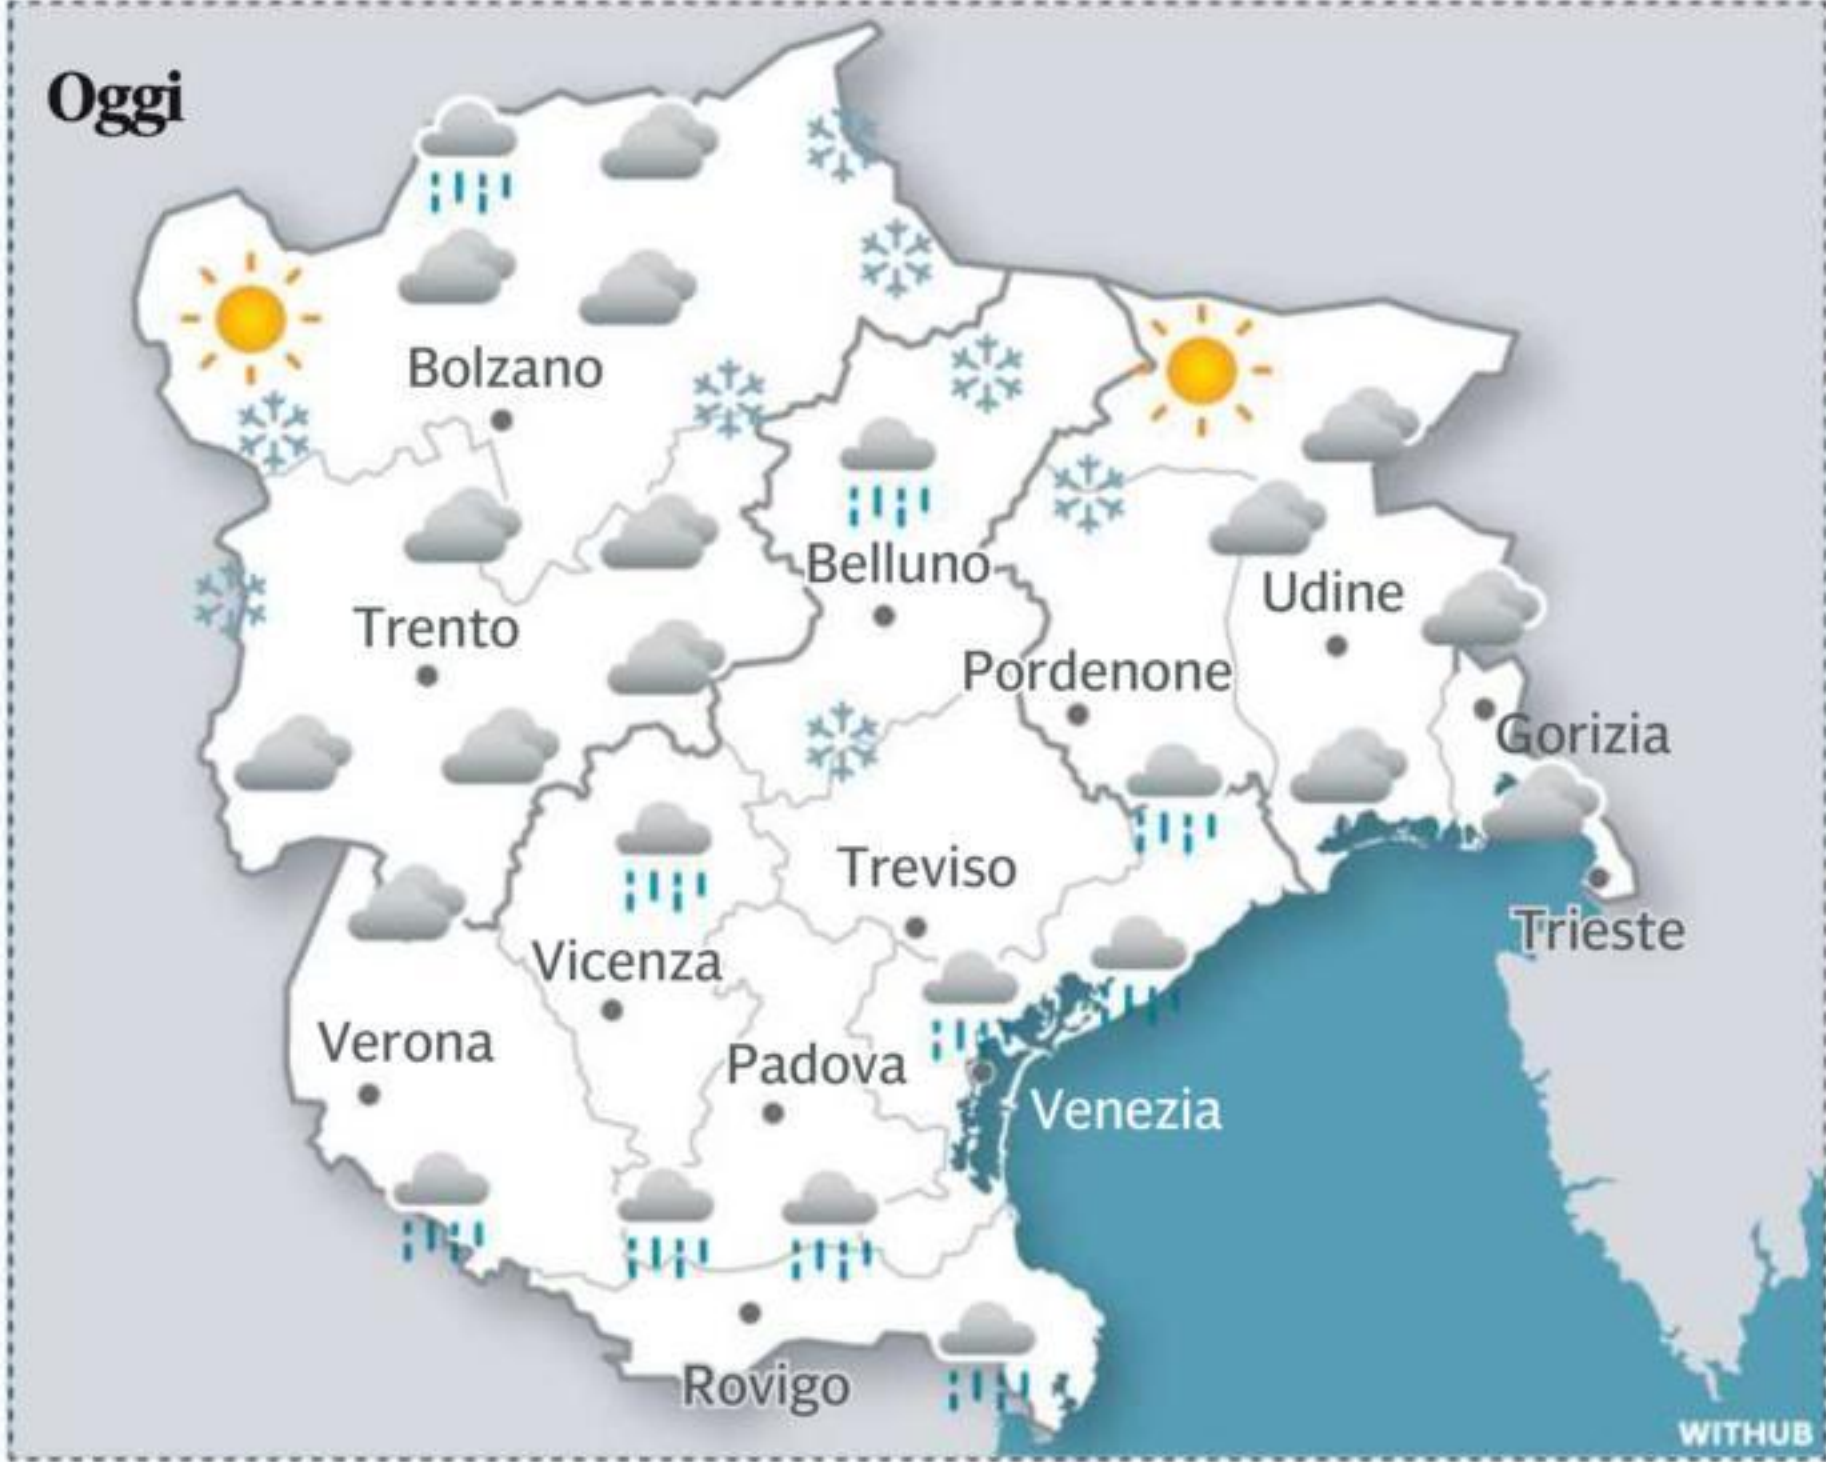 Oggi
Bolzano
Belluno
Udine
Trento
Pordenone
Gorizia
Treviso
Trieste
Vicenza
Verona
Padova
Venezia
Rovigo
WITHUB